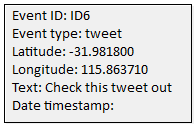 Event ID: ID6
Event type: tweet
Latitude: -31.981800
Longitude: 115.863710
Text: Check this tweet out
Date timestamp: